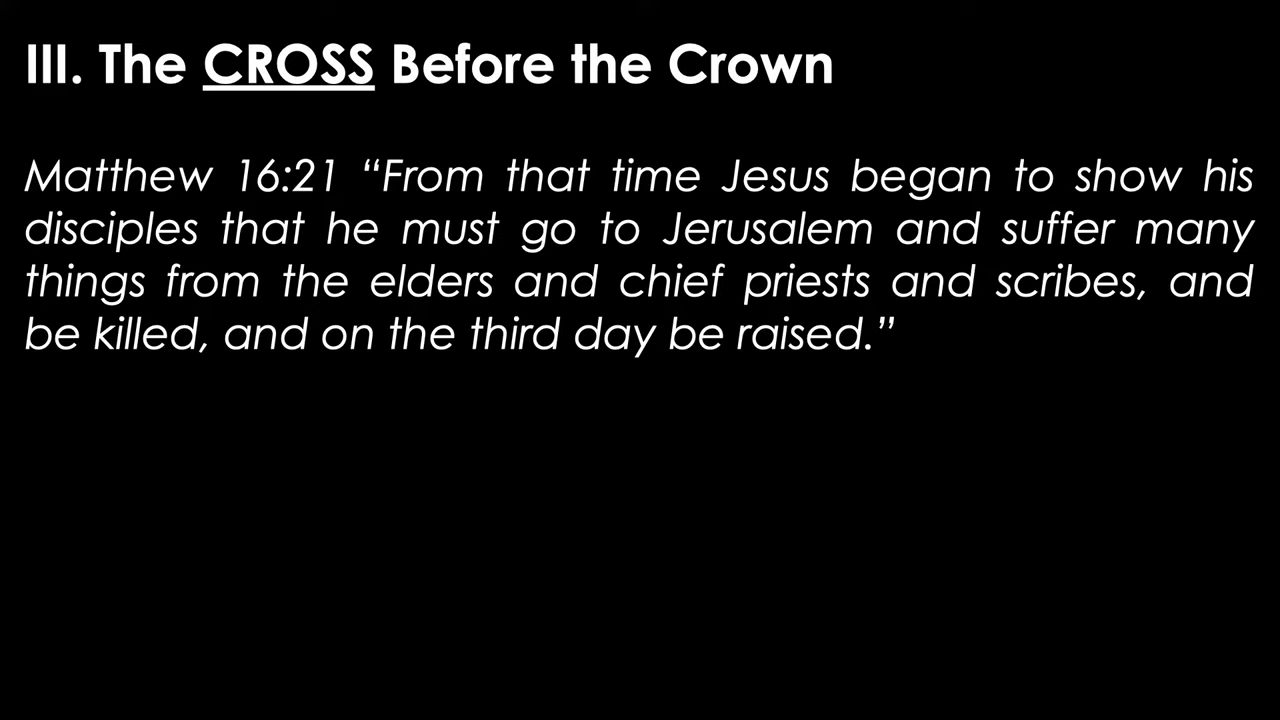 III. The CROSS Before the Crown
Matthew 16:21 “From that time Jesus began to show his
disciples that he must go to Jerusalem and suffer many
things from the elders and chief priests and scribes, and
be killed, and on the third day be raised.”